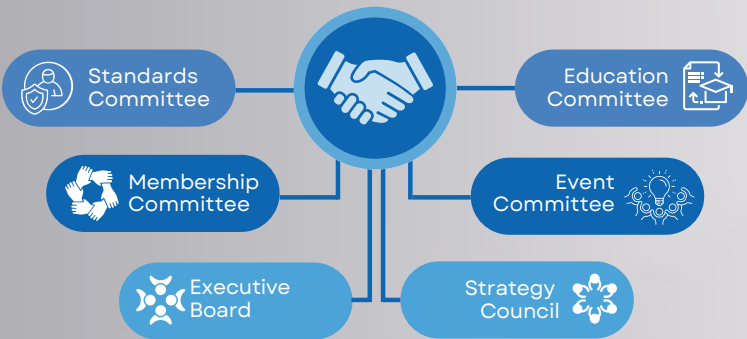 Standards
Committee
Education
Committee
Membership
Committee
Event
Committee
Executive
Board
Strategy
Council